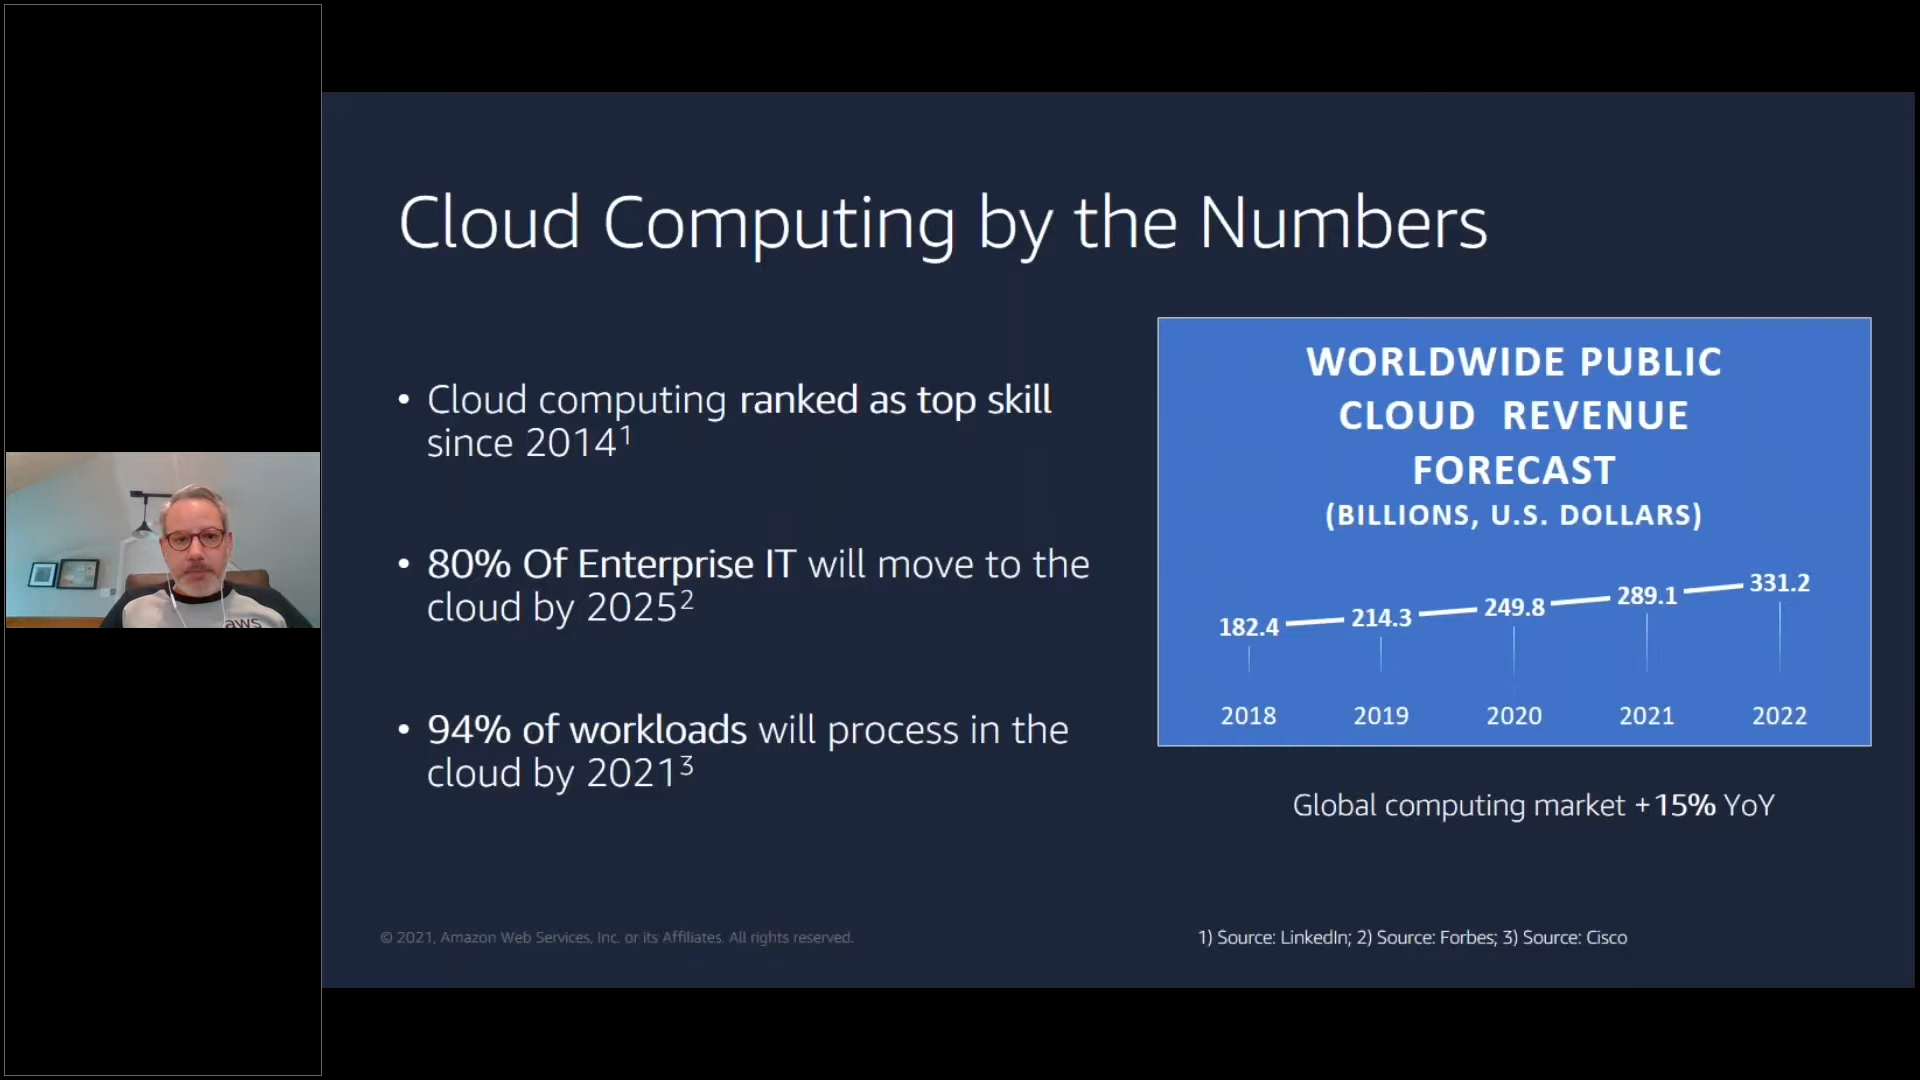 Cloud Computing by the Numbers
• Cloud computing ranked as top skill
since 2014¹
• 80% Of Enterprise IT will move to the
cloud by 2025²
• 94% of workloads will process in the
cloud by 2021³
WORLDWIDE PUBLIC
CLOUD REVENUE
FORECAST
(BILLIONS, U.S. DOLLARS)
182.4 214.3 249.8 289.1 331.2
2018 2019 2020 2021 2022
Global computing market +15% YoY
© 2021, Amazon Web Services, Inc. or its Affiliates. All rights reserved.
1) Source: LinkedIn; 2) Source: Forbes; 3) Source: Cisco
aws